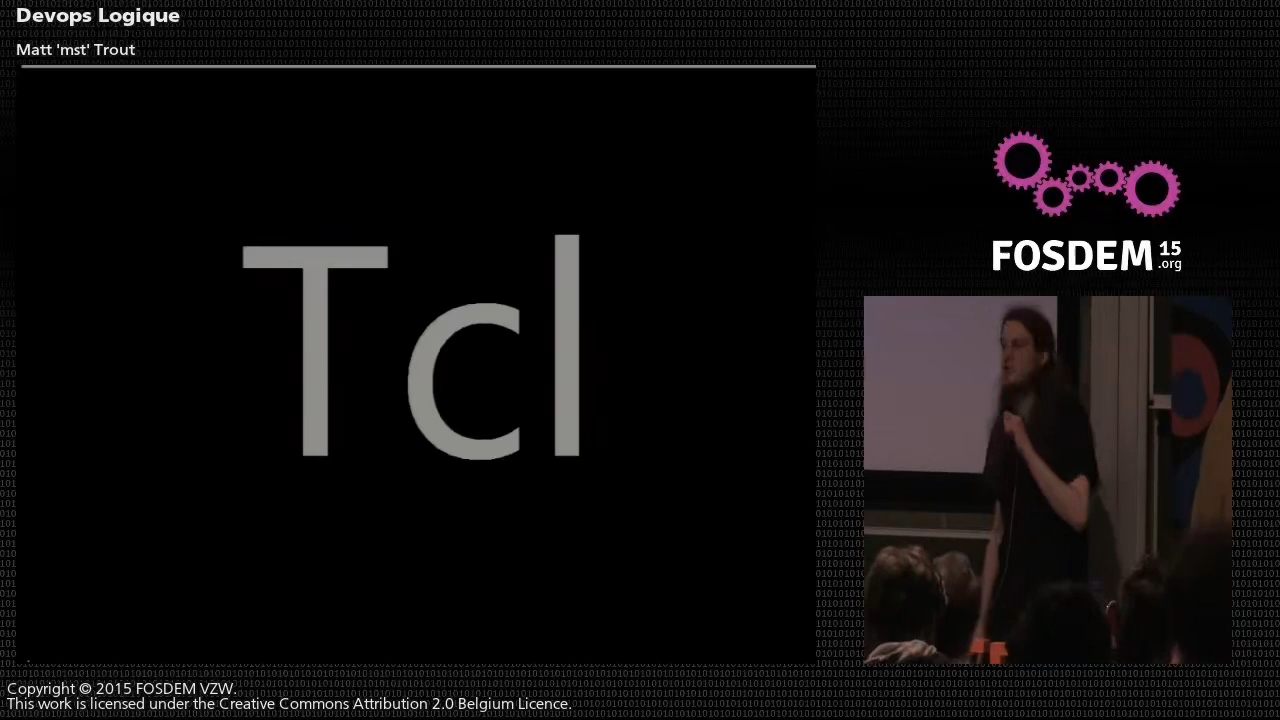 Devops Logique
Matt 'mst' Trout
Tcl
FOSDEM 15
.org
Copyright © 2015 FOSDEM VZW.
This work is licensed under the Creative Commons Attribution 2.0 Belgium Licence.